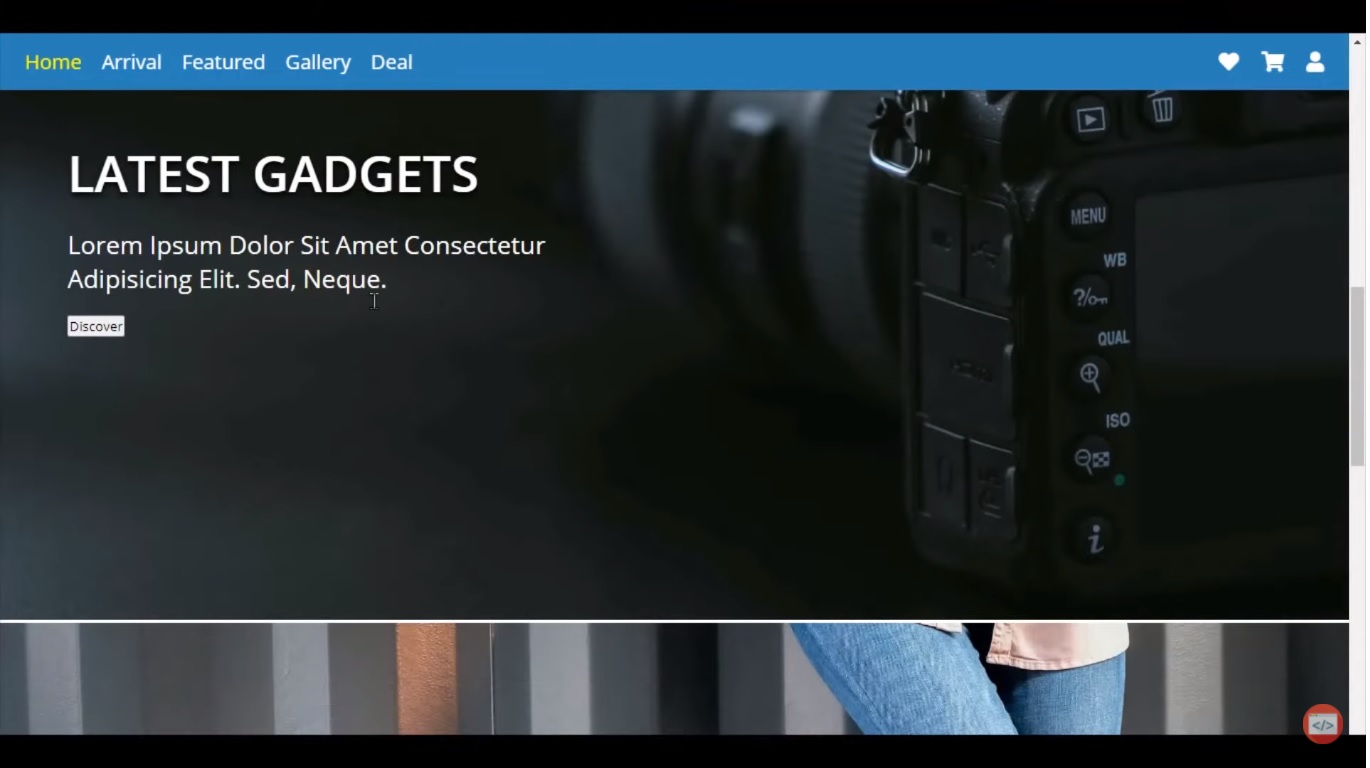 Home Arrival Featured Gallery Deal
LATEST GADGETS
Lorem Ipsum Dolor Sit Amet Consectetur
Adipisicing Elit. Sed, Neque.
Discover
MENU
WB
?/
QUAL
ISO
i
</>